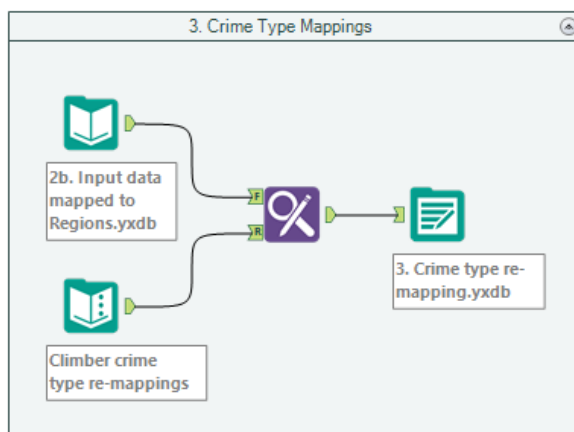 3. Crime Type Mappings
2b. Input data
mapped to
Regions.yxdb
F
R
3. Crime type re-
mapping.yxdb
Climber crime
type re-mappings